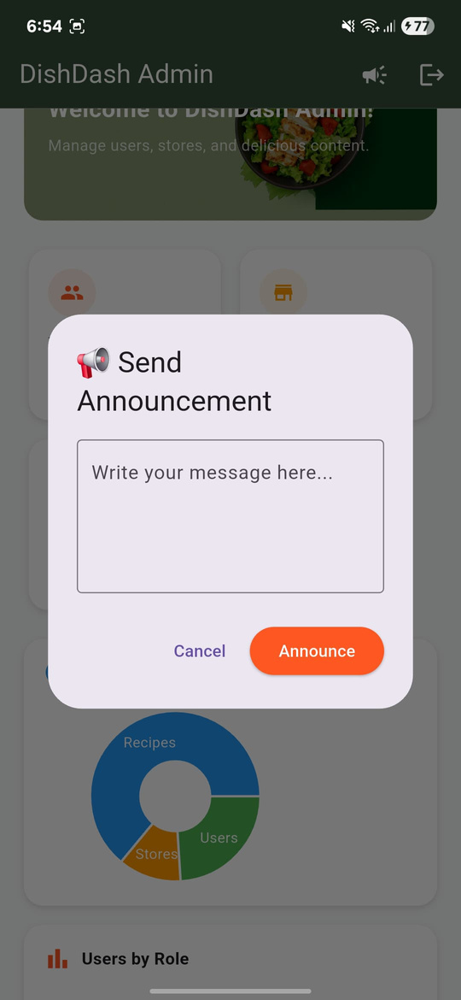 6:54
77
DishDash Admin
Welcome to DishDash Admin!
Manage users, stores, and delicious content.
📢 Send
Announcement
Write your message here...
Cancel
Announce
Recipes
Users
Stores
Users by Role